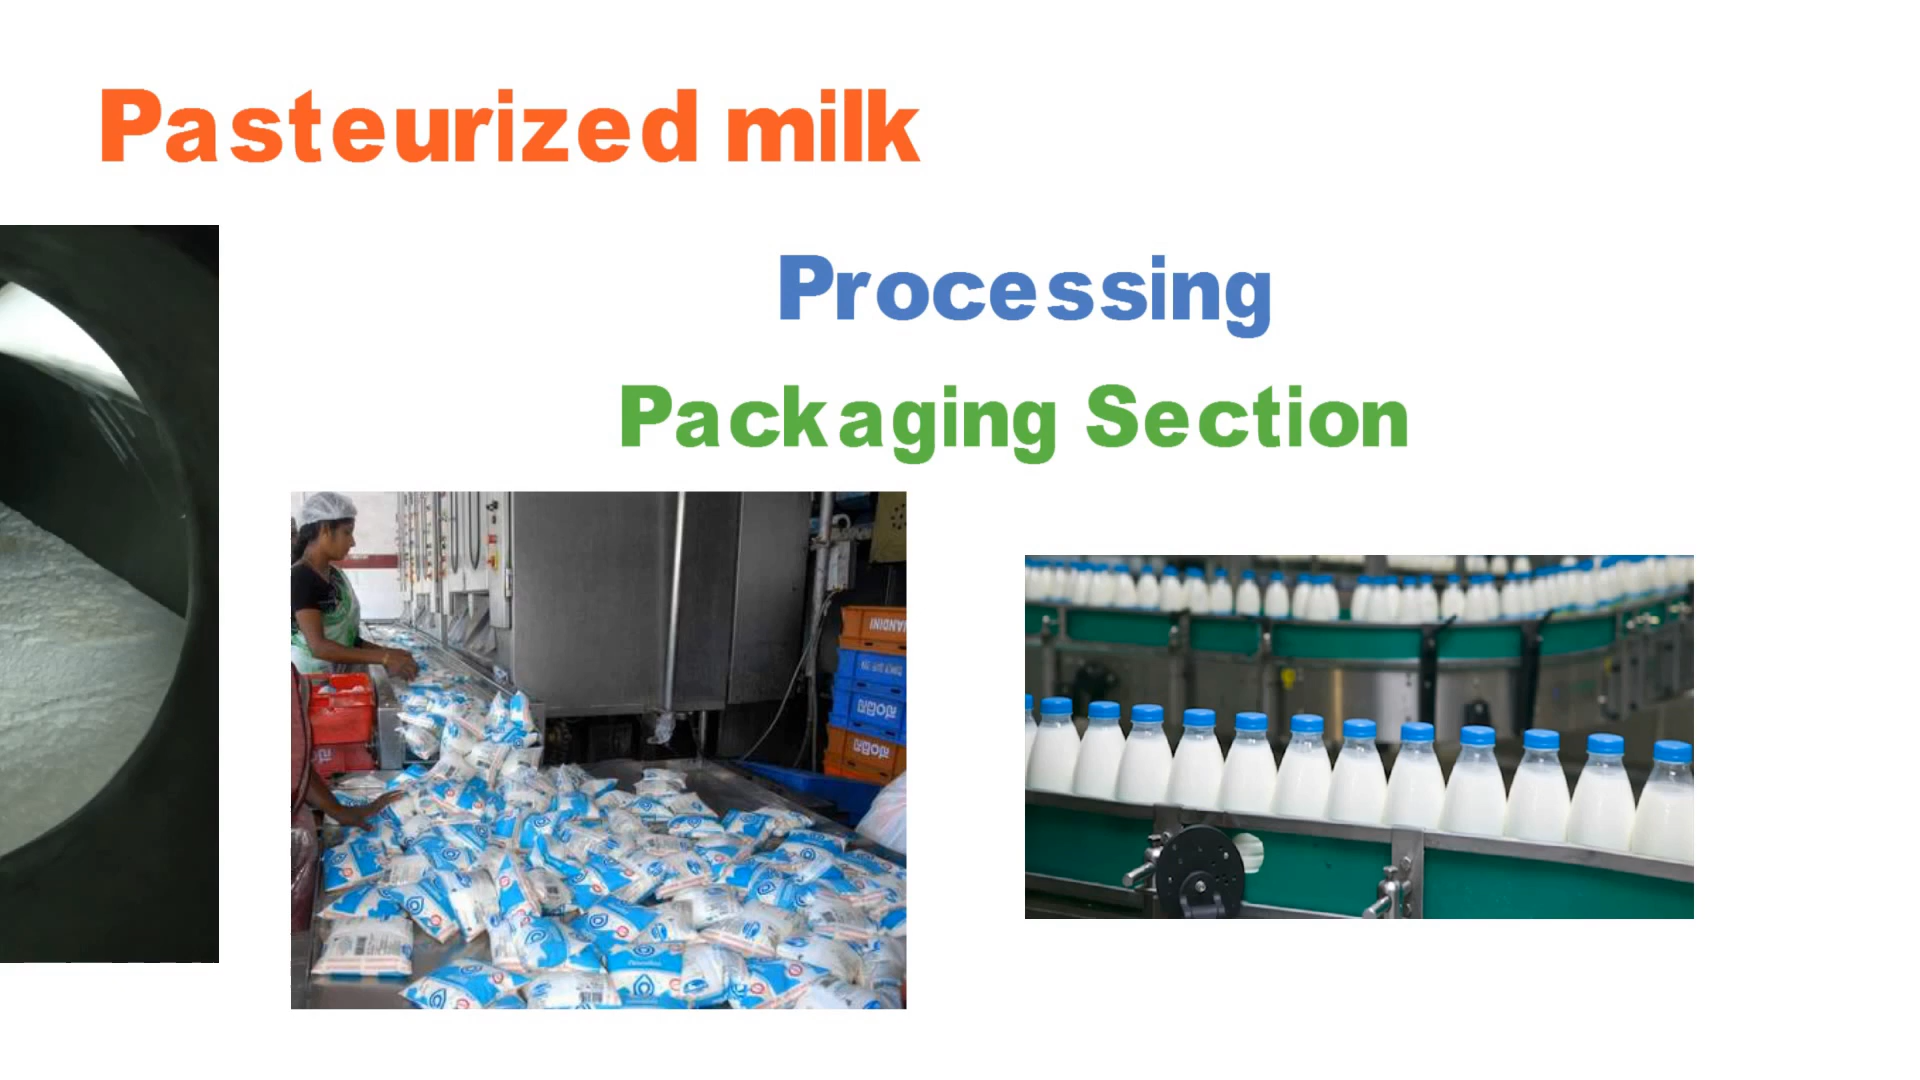 Pasteurized milk
Processing
Packaging Section